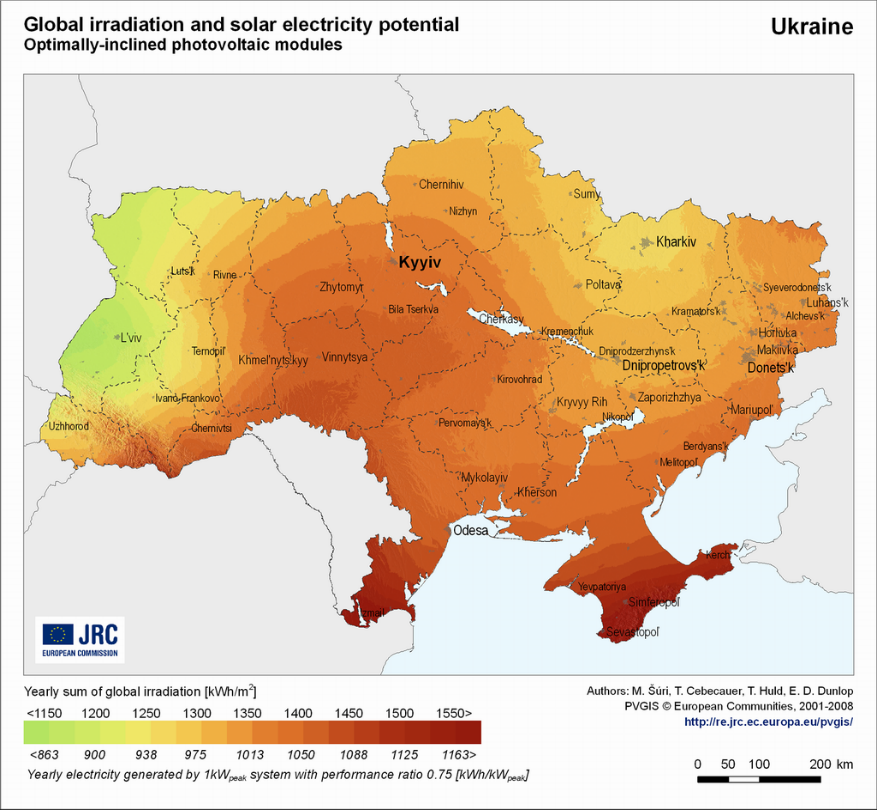 Global irradiation and solar electricity potential
Optimally-inclined photovoltaic modules
Ukraine
Chernihiv
Sumy
Nizhyn
Kharkiv
Kyyiv
Luts'k
Rivne
Zhytomyr
Poltava
Syeverodonets'k
Luhans'k
Bila Tserkva
Cherkasy
Kramators'k
Alchevs'k
L'viv
Kremenchuk
Horlivka
Ternopil'
Khmel'nyts'kyy
Vinnytsya
Dniprodzerzhyns'k
Makiivka
Dnipropetrovs'k
Donets'k
Kirovohrad
Ivano-Frankovo
Kryvyy Rih
Zaporizhzhya
Mariupol'
Nikopol'
Uzhhorod
Chernivtsi
Pervomays'k
Berdyans'k
Melitopol'
Mykolayiv
Kherson
Odesa
Kerch
Yevpatoriya
Izmail
Simferopol'
Sevastopol'
JRC
EUROPEAN COMMISSION
Yearly sum of global irradiation [kWh/m²]
<1150 1200 1250 1300 1350 1400 1450 1500 1550>
<863 900 938 975 1013 1050 1088 1125 1163>
Yearly electricity generated by 1kWpeak system with performance ratio 0.75 [kWh/kWpeak]
Authors: M. Šúri, T. Cebecauer, T. Huld, E. D. Dunlop
PVGIS © European Communities, 2001-2008
http://re.jrc.ec.europa.eu/pvgis/
0 50 100 200 km